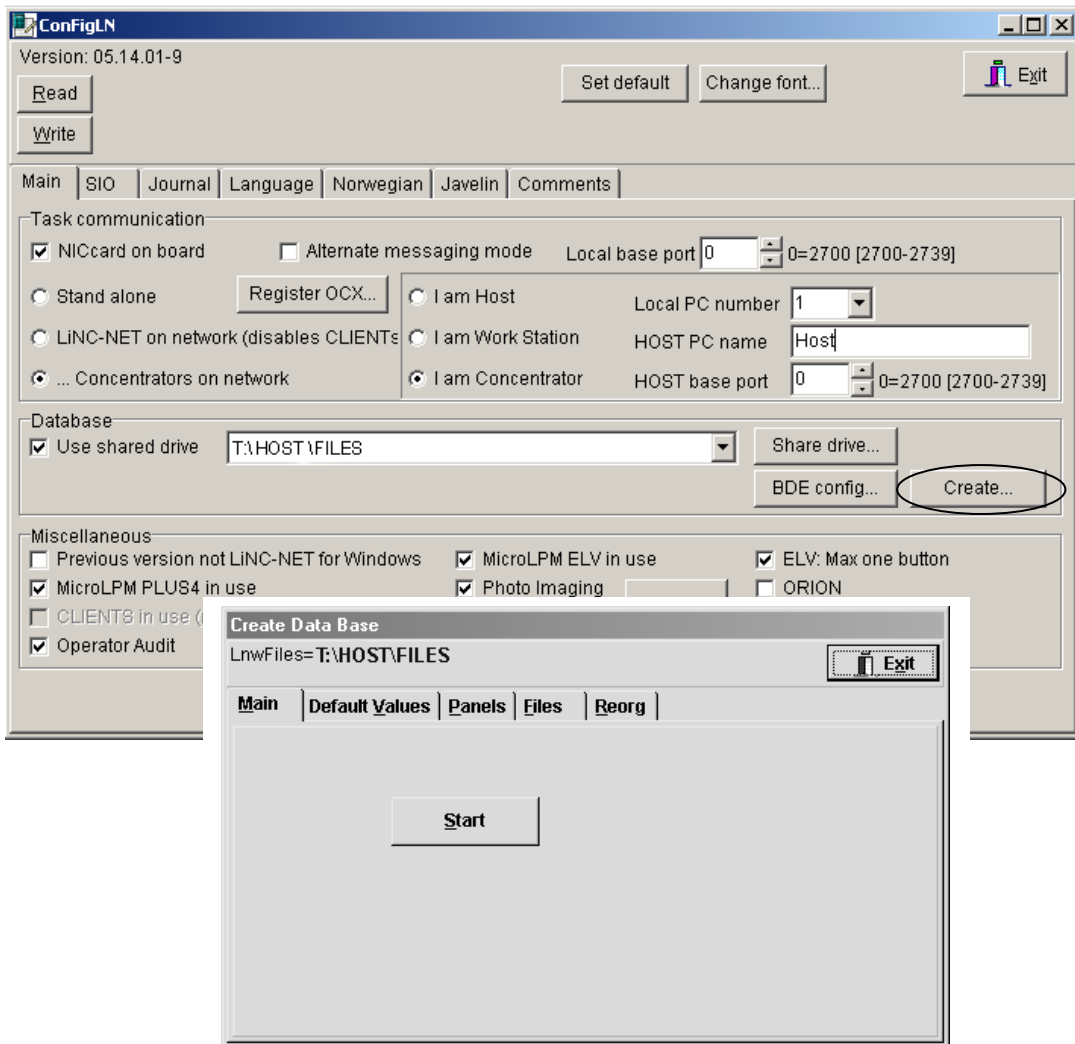 ConFigLN
Version: 05.14.01-9
Read
Set default
Change font...
Exit
Write
Main SIO Journal Language Norwegian Javelin Comments
Task communication
NICcard on board
Alternate messaging mode
Local base port 0 0=2700 [2700-2739]
Stand alone
Register OCX...
I am Host
Local PC number 1
LiNC-NET on network (disables CLIENTs
I am Work Station
HOST PC name Host
... Concentrators on network
I am Concentrator
HOST base port 0 0=2700 [2700-2739]
Database
Use shared drive
T:\HOST\FILES
Share drive...
BDE config...
Create...
Miscellaneous
Previous version not LiNC-NET for Windows
MicroLPM ELV in use
ELV: Max one button
MicroLPM PLUS4 in use
Photo Imaging
ORION
CLIENTS in use (
Operator Audit
Create Data Base
LnwFiles=T:\HOST\FILES
Exit
Main Default Values Panels Files Reorg
Start